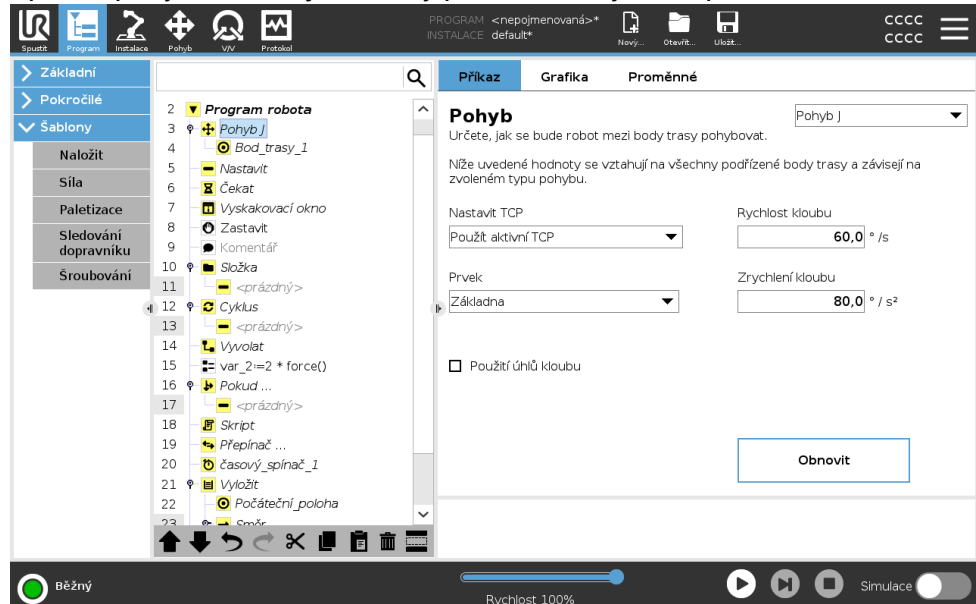 PROGRAM <nepojmenovaná>*
INSTALACE default*
CCCC
CCCC
Spustit
Program
Instalace
Pohyb
V/V
Protokol
Nový...
Otevřít...
Uložit...
Základní
Pokročilé
Šablony
Naložit
Síla
Paletizace
Sledování
dopravníku
Šroubování
2 Program robota
3 Pohyb J
4 Bod_trasy_1
5 Nastavit
6 Čekat
7 Vyskakovací okno
8 Zastavit
9 Komentář
10 Složka
11 <prázdný>
12 Cyklus
13 <prázdný>
14 Vyvolat
15 var_2:=2 * force()
16 Pokud ...
17 <prázdný>
18 Skript
19 Přepínač ...
20 časový_spínač_1
21 Vyložit
22 Počáteční_poloha
23 Směr
Příkaz
Grafika
Proměnné
Pohyb
Pohyb J
Určete, jak se bude robot mezi body trasy pohybovat.
Níže uvedené hodnoty se vztahují na všechny podřízené body trasy a závisejí na
zvoleném typu pohybu.
Nastavit TCP
Rychlost kloubu
Použít aktivní TCP
60,0 ° /s
Prvek
Zrychlení kloubu
Základna
80,0 ° / s²
Použití úhlů kloubu
Obnovit
Běžný
Rychlost 100%
Simulace